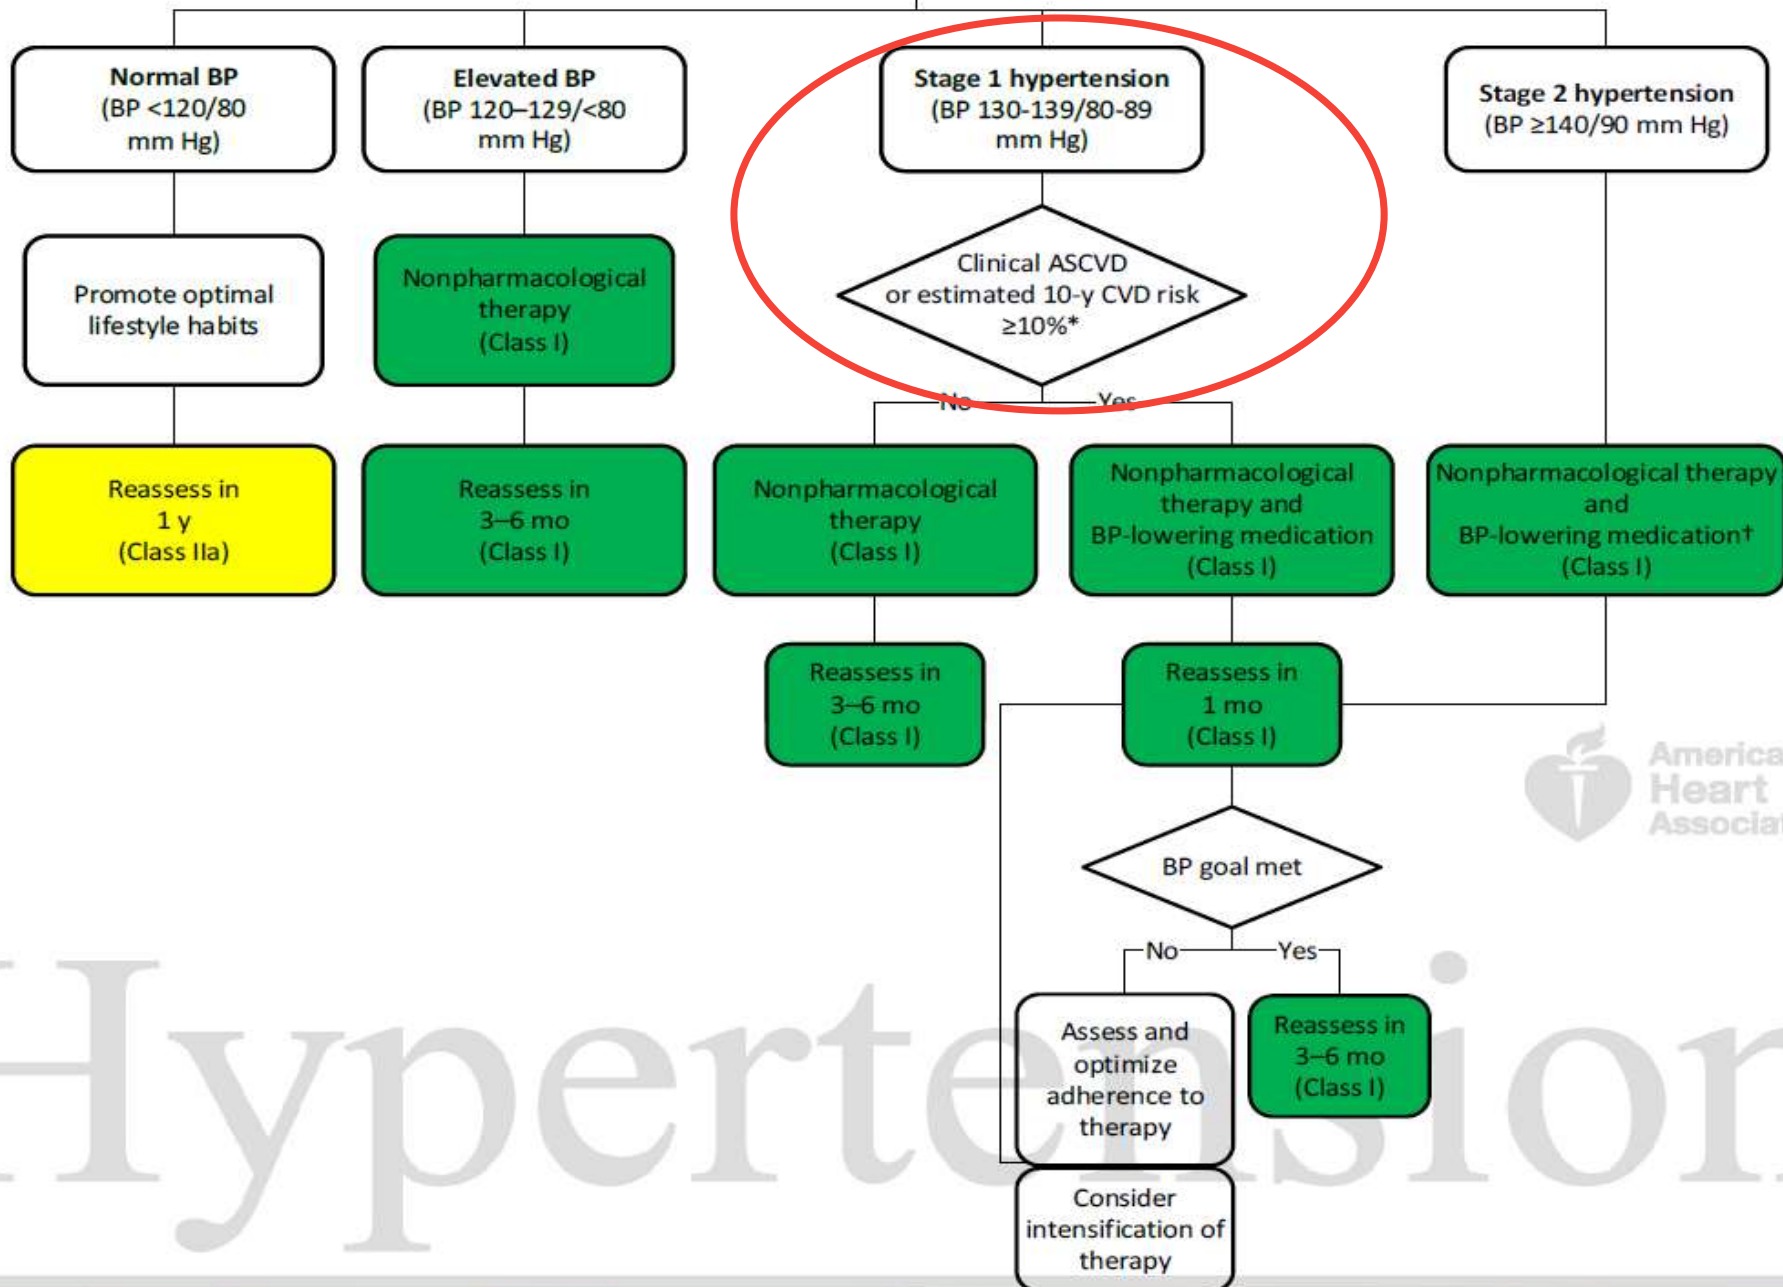 Normal BP
(BP <120/80
mm Hg)
Elevated BP
(BP 120–129/<80
mm Hg)
Stage 1 hypertension
(BP 130-139/80-89
mm Hg)
Stage 2 hypertension
(BP ≥140/90 mm Hg)
Promote optimal
lifestyle habits
Nonpharmacological
therapy
(Class I)
Clinical ASCVD
or estimated 10-y CVD risk
≥10%*
No
Yes
Reassess in
1 y
(Class IIa)
Reassess in
3–6 mo
(Class I)
Nonpharmacological
therapy
(Class I)
Nonpharmacological
therapy and
BP-lowering medication
(Class I)
Nonpharmacological therapy
and
BP-lowering medication†
(Class I)
Reassess in
3–6 mo
(Class I)
Reassess in
1 mo
(Class I)
America
Heart
Associat
BP goal met
No
Yes
Assess and
optimize
adherence to
therapy
Reassess in
3–6 mo
(Class I)
Hypertension
Consider
intensification of
therapy